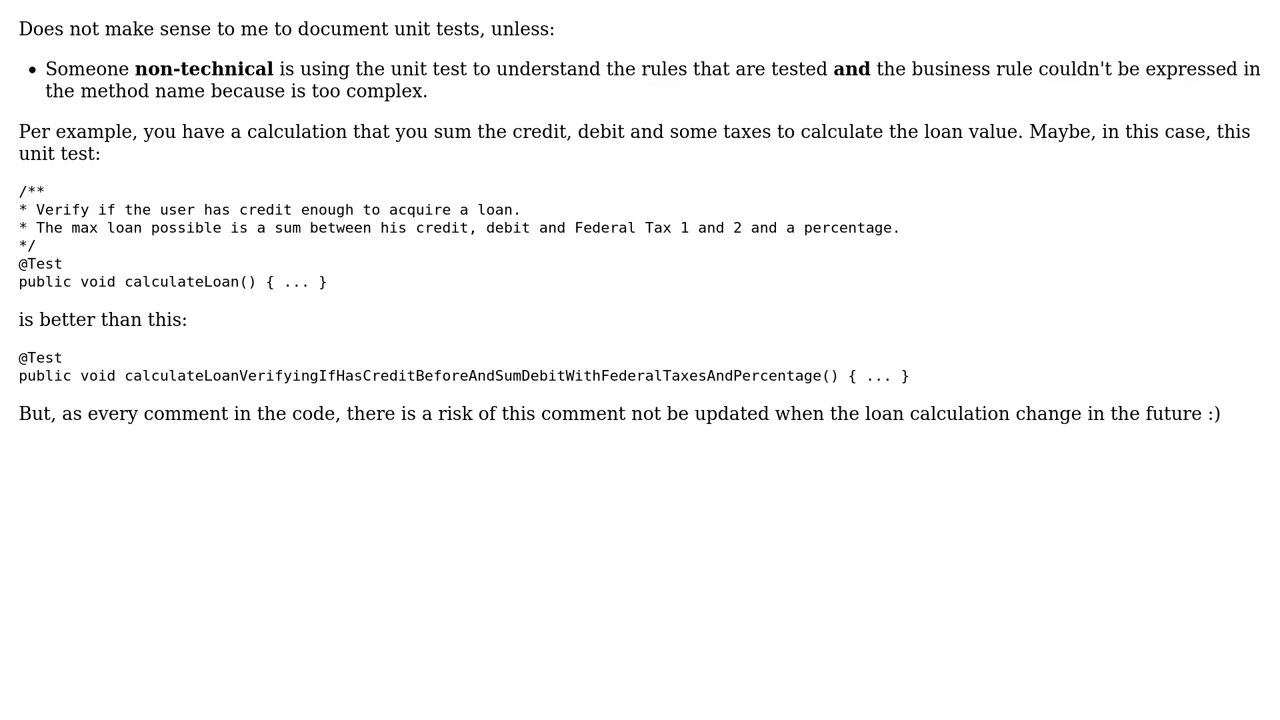 Does not make sense to me to document unit tests, unless:
• Someone non-technical is using the unit test to understand the rules that are tested and the business rule couldn't be expressed in
the method name because is too complex.
Per example, you have a calculation that you sum the credit, debit and some taxes to calculate the loan value. Maybe, in this case, this
unit test:
/**
* Verify if the user has credit enough to acquire a loan.
* The max loan possible is a sum between his credit, debit and Federal Tax 1 and 2 and a percentage.
*/
@Test
public void calculateLoan() { ... }
is better than this:
@Test
public void calculateLoanVerifyingIfHasCreditBeforeAndSumDebitWithFederalTaxesAndPercentage() { ... }
But, as every comment in the code, there is a risk of this comment not be updated when the loan calculation change in the future :)